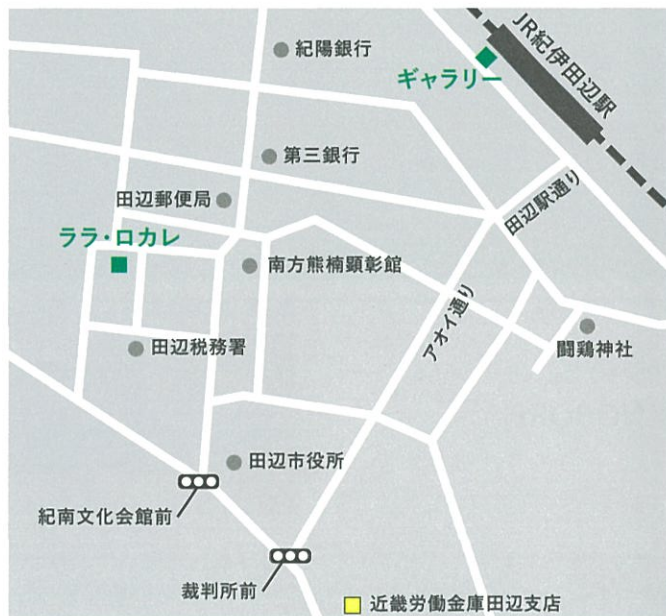 紀陽銀行
JR紀伊田辺駅
ギャラリー
第三銀行
田辺郵便局
田辺駅通り
ララ・ロカレ
南方熊楠顕彰館
アオイ通り
田辺税務署
闘鶏神社
田辺市役所
紀南文化会館前
裁判所前
近畿労働金庫田辺支店